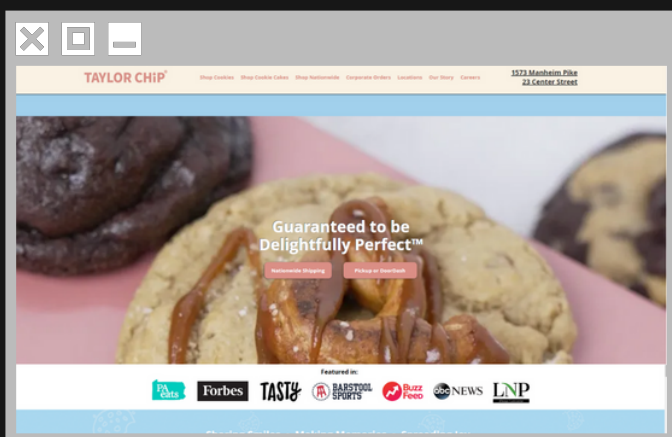 TAYLOR CHiP®
Shop Cookies Shop Cookie Cakes Shop Nationwide Corporate Orders Locations Our Story Careers
1573 Manheim Pike
23 Center Street
Guaranteed to be
Delightfully Perfect™
Nationwide Shipping Pickup or DoorDash
Featured in:
PA eats Forbes TASTY BARSTOOL SPORTS BuzzFeed abc NEWS LNP